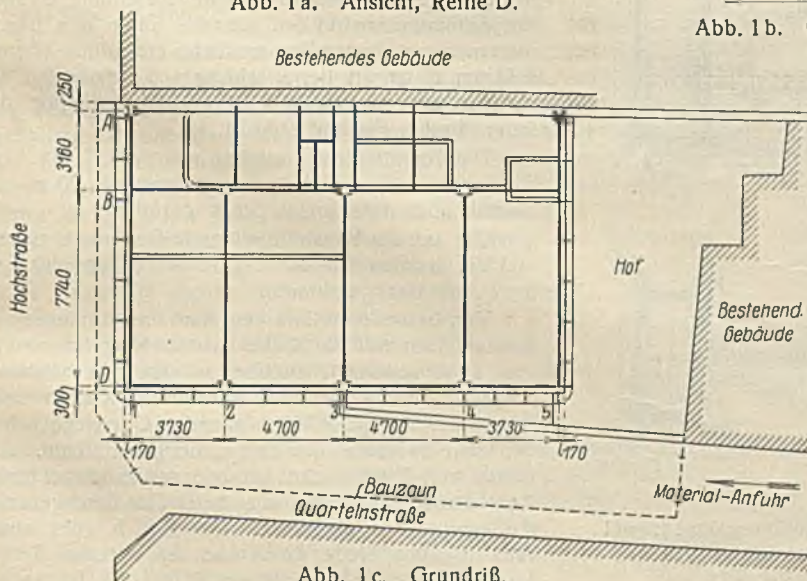 Abb. 1a. Ansicht, Reihe D.
Abb. 1b.
Bestehendes Gebäude
250
A
3160
B
Hochstraße
7740
Hof
Bestehend. Gebäude
D
300
1 2 3 4 5
3730 4700 4700 3730
170 170
Bauzaun
Material-Anfuhr
Quartelnstraße
Abb. 1c. Grundriß.